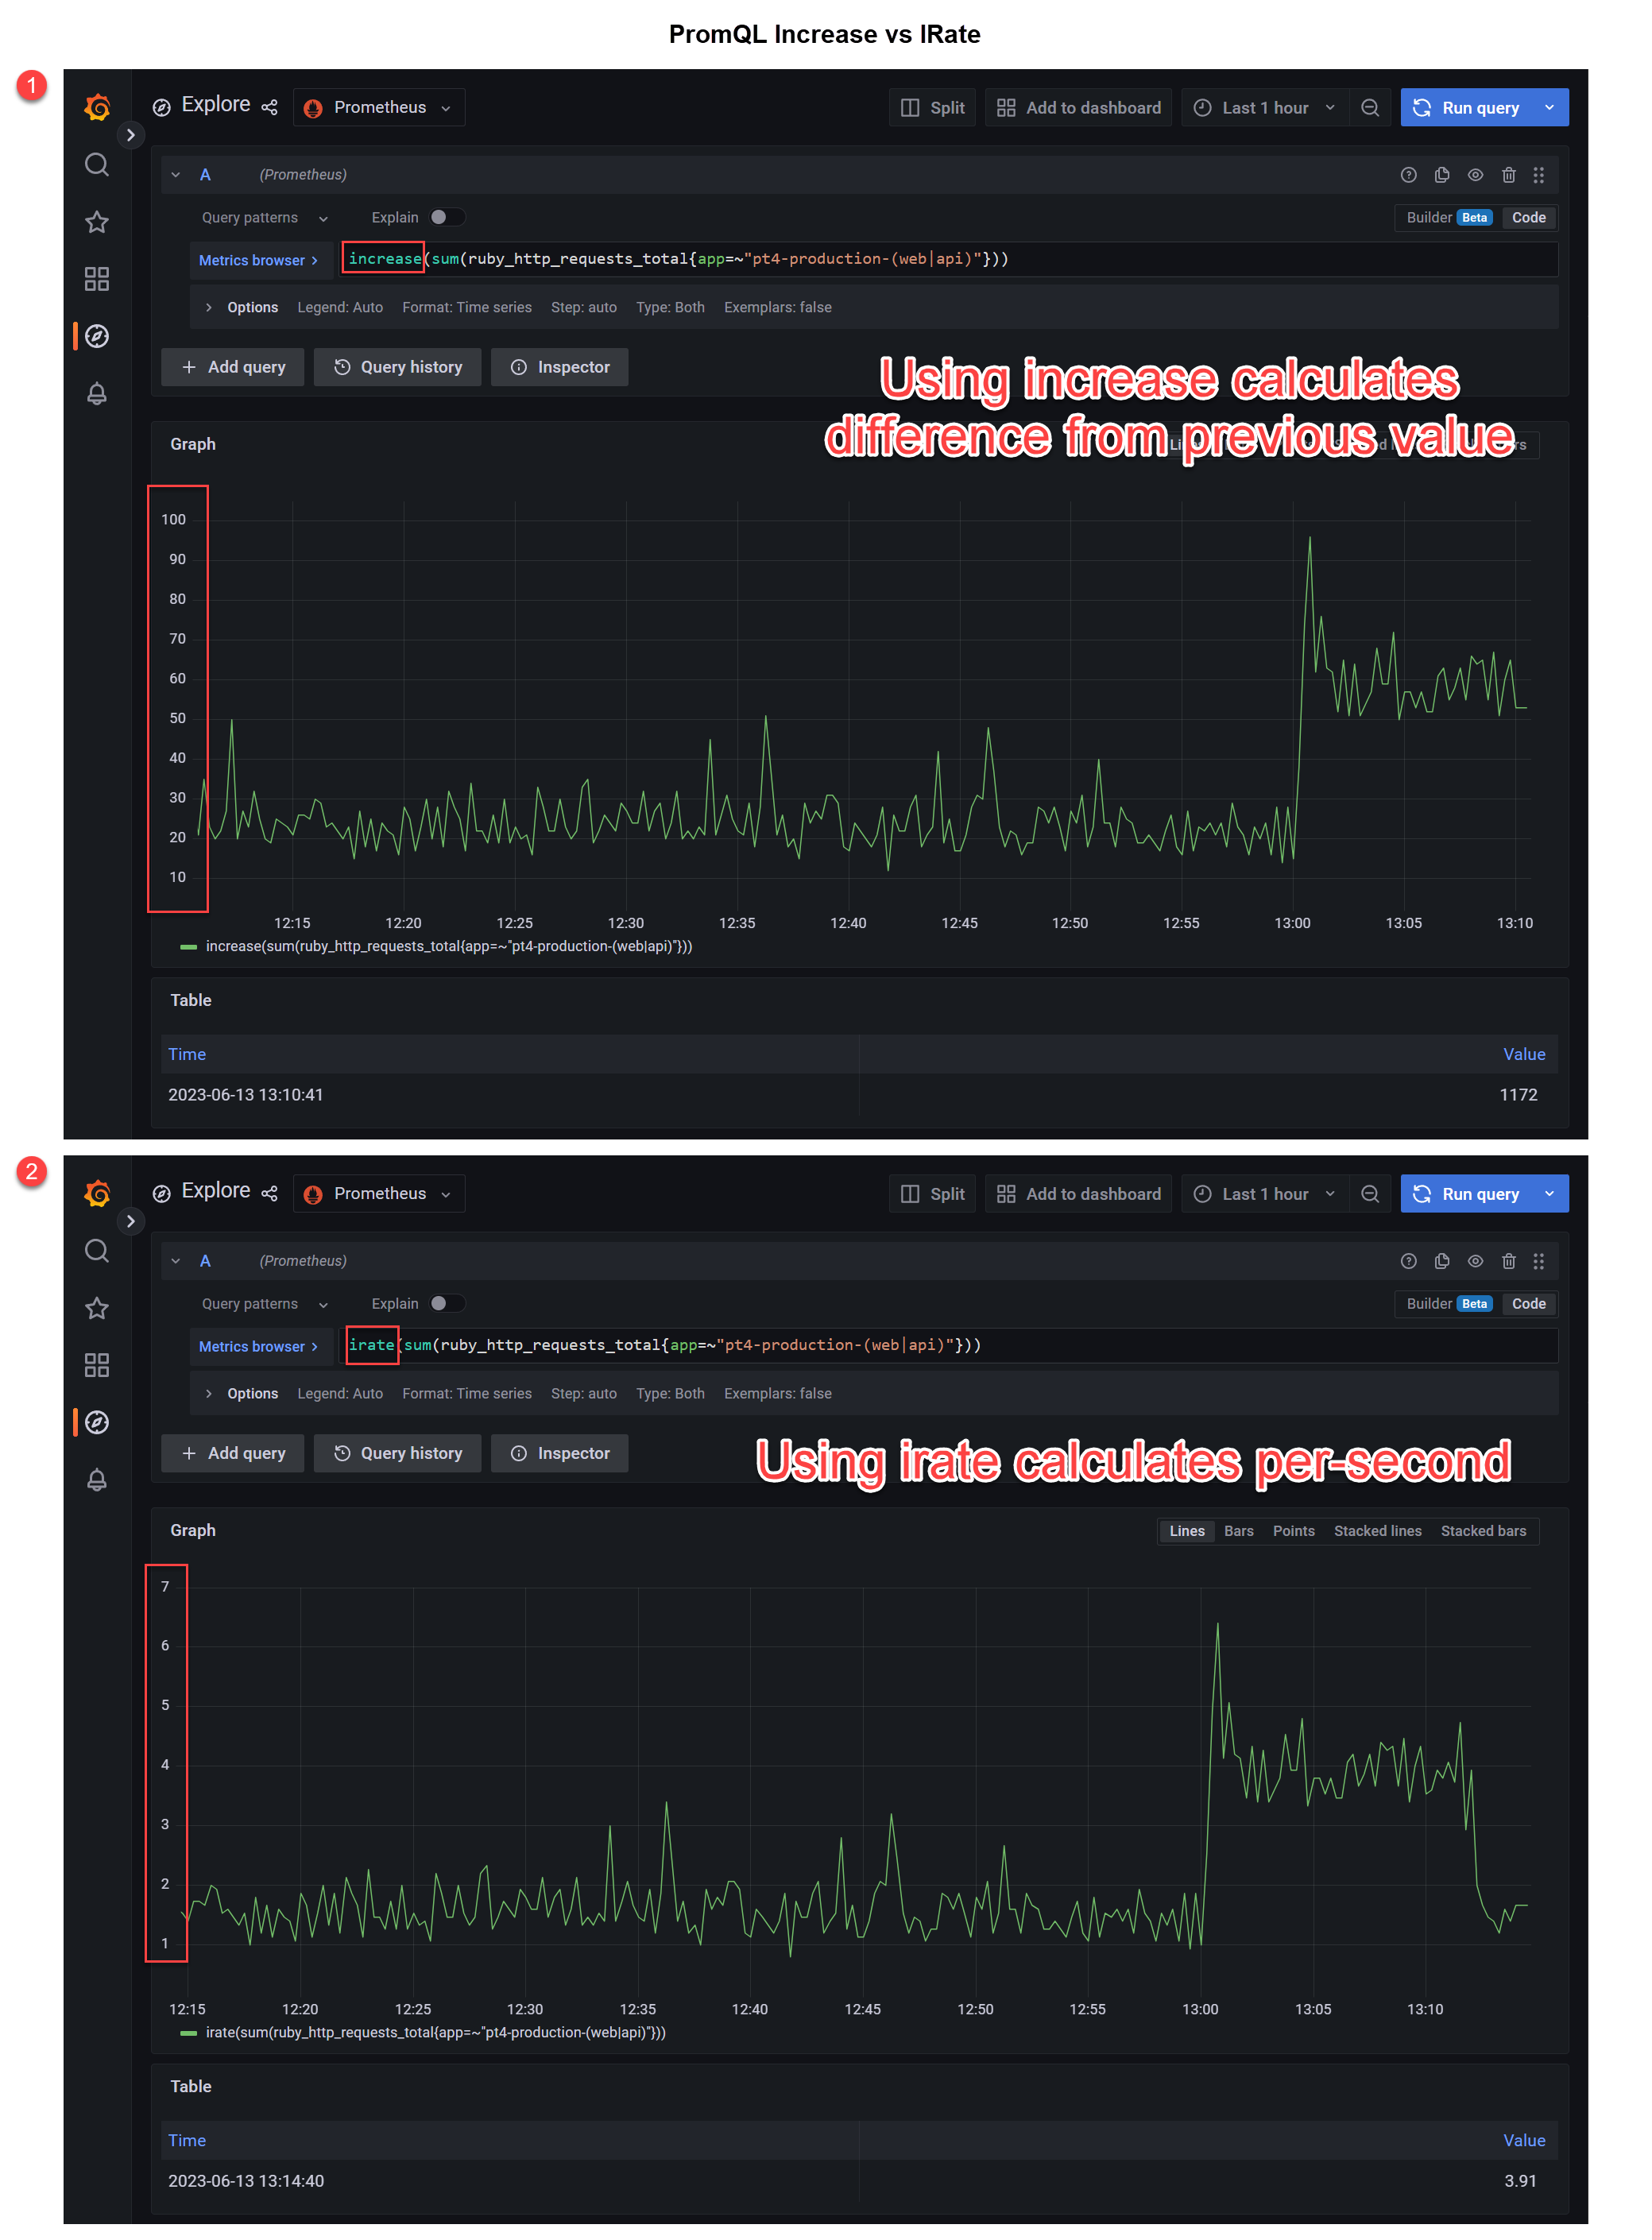 PromQL Increase vs IRate
1
Explore
Prometheus
Split
Add to dashboard
Last 1 hour
Run query
A
(Prometheus)
Query patterns
Explain
Builder Beta
Code
Metrics browser >
increase(sum(ruby_http_requests_total{app=~"pt4-production-(web|api)"}))
> Options Legend: Auto Format: Time series Step: auto Type: Both Exemplars: false
+ Add query
Query history
Inspector
Using increase calculates
difference from previous value
Graph
100
90
80
70
60
50
40
30
20
10
12:15 12:20 12:25 12:30 12:35 12:40 12:45 12:50 12:55 13:00 13:05 13:10
increase(sum(ruby_http_requests_total{app=~"pt4-production-(web|api)"}))
Table
Time Value
2023-06-13 13:10:41 1172
2
Explore
Prometheus
Split
Add to dashboard
Last 1 hour
Run query
A
(Prometheus)
Query patterns
Explain
Builder Beta
Code
Metrics browser >
irate(sum(ruby_http_requests_total{app=~"pt4-production-(web|api)"}))
> Options Legend: Auto Format: Time series Step: auto Type: Both Exemplars: false
+ Add query
Query history
Inspector
Using irate calculates per-second
Graph
Lines Bars Points Stacked lines Stacked bars
7
6
5
4
3
2
1
12:15 12:20 12:25 12:30 12:35 12:40 12:45 12:50 12:55 13:00 13:05 13:10
irate(sum(ruby_http_requests_total{app=~"pt4-production-(web|api)"}))
Table
Time Value
2023-06-13 13:14:40 3.91